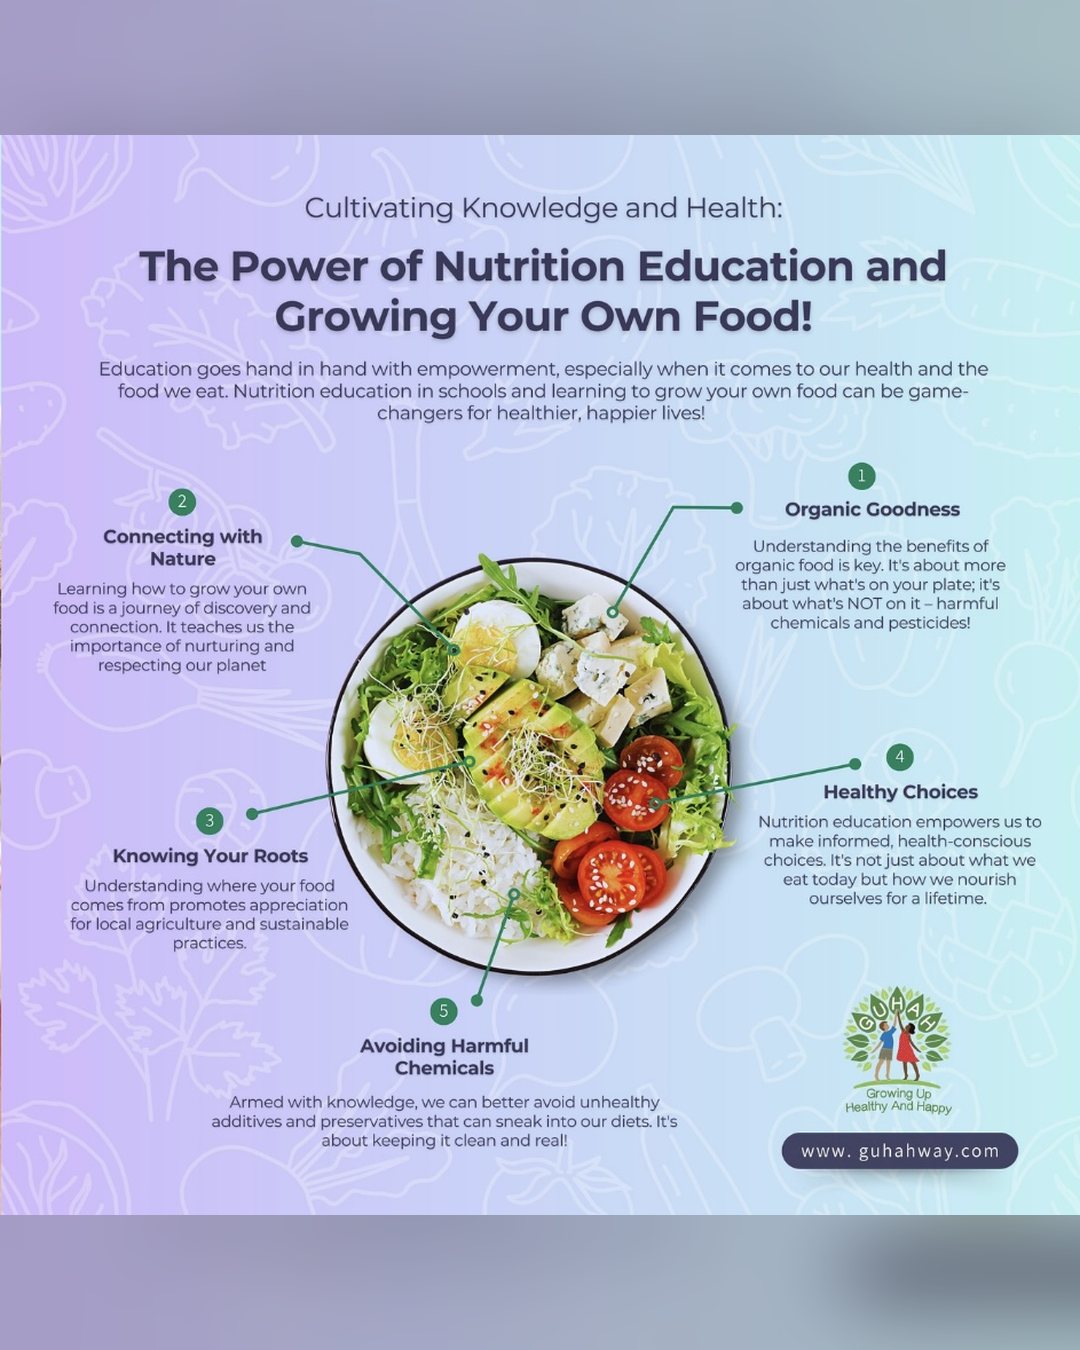 Cultivating Knowledge and Health:
The Power of Nutrition Education and
Growing Your Own Food!
Education goes hand in hand with empowerment, especially when it comes to our health and the
food we eat. Nutrition education in schools and learning to grow your own food can be game-
changers for healthier, happier lives!
1
Organic Goodness
Understanding the benefits of
organic food is key. It's about more
than just what's on your plate; it's
about what's NOT on it – harmful
chemicals and pesticides!
2
Connecting with
Nature
Learning how to grow your own
food is a journey of discovery and
connection. It teaches us the
importance of nurturing and
respecting our planet
3
Knowing Your Roots
Understanding where your food
comes from promotes appreciation
for local agriculture and sustainable
practices.
4
Healthy Choices
Nutrition education empowers us to
make informed, health-conscious
choices. It's not just about what we
eat today but how we nourish
ourselves for a lifetime.
5
Avoiding Harmful
Chemicals
Armed with knowledge, we can better avoid unhealthy
additives and preservatives that can sneak into our diets. It's
about keeping it clean and real!
GUHAH
Growing Up
Healthy And Happy
www. guhahway.com